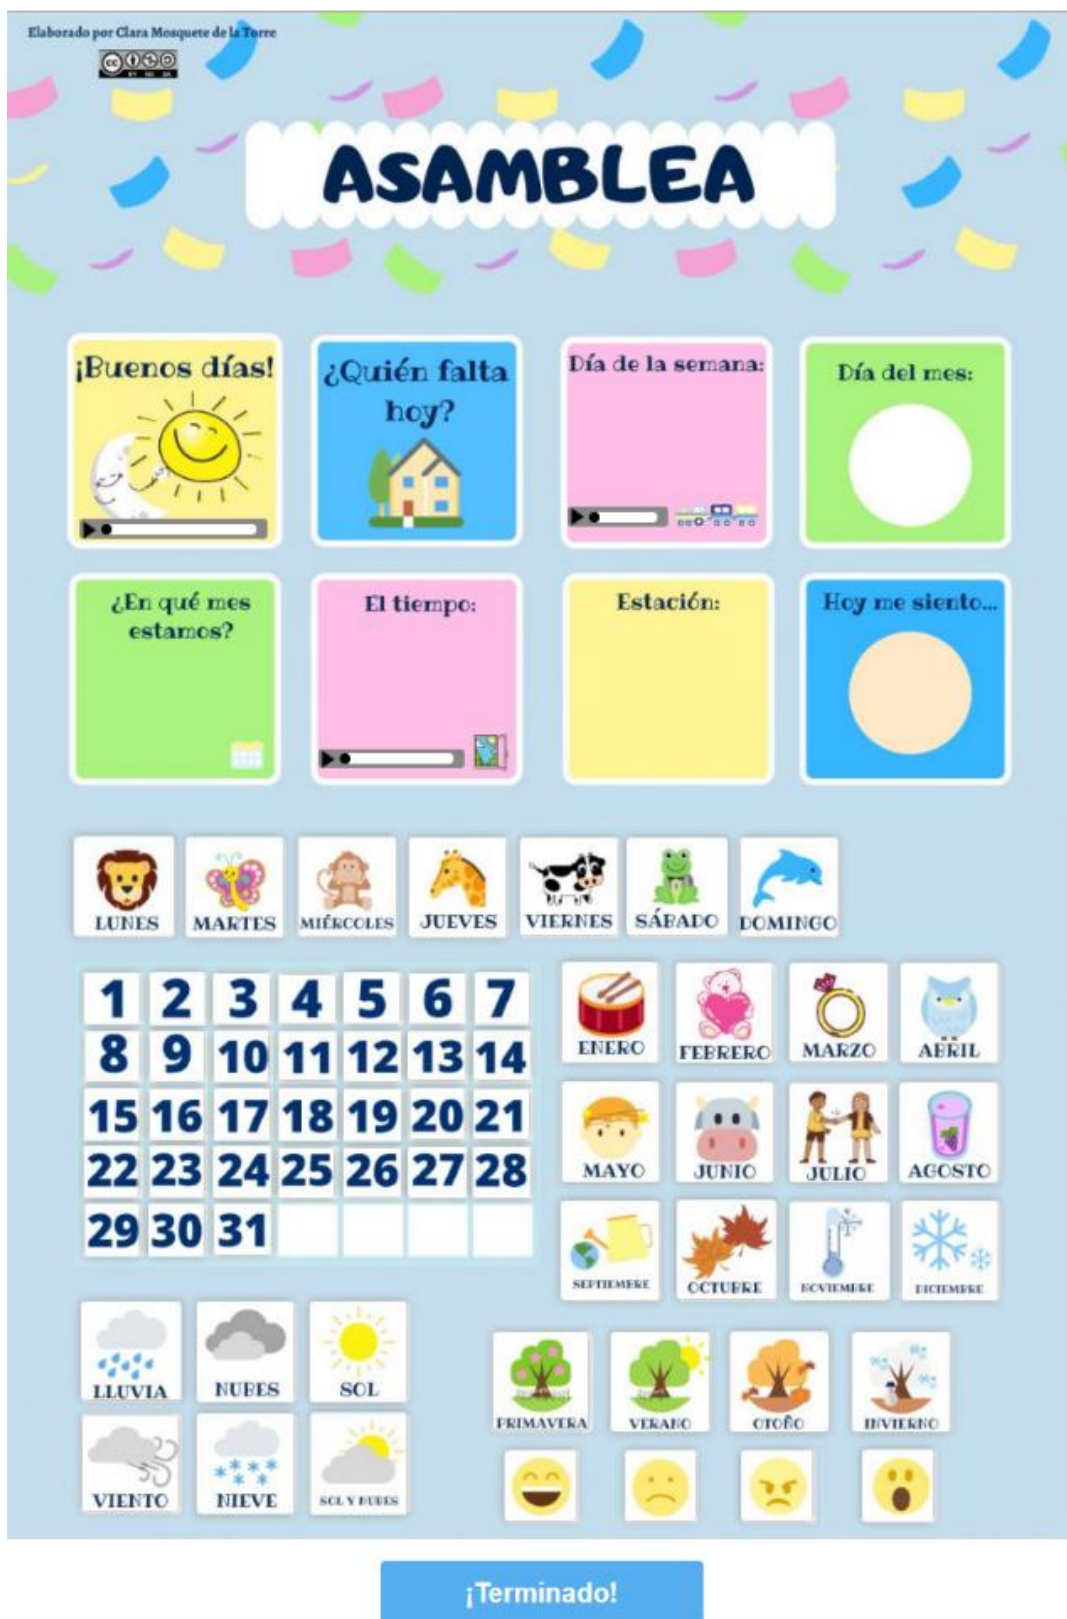 Elaborado por Clara Mosquete de la Torre
CC BY NC SA
ASAMBLEA
¡Buenos días!
¿Quién falta
hoy?
Día de la semana:
Día del mes:
¿En qué mes
estamos?
El tiempo:
Estación:
Hoy me siento...
LUNES MARTES MIÉRCOLES JUEVES VIERNES SÁBADO DOMINGO
1 2 3 4 5 6 7
8 9 10 11 12 13 14
15 16 17 18 19 20 21
22 23 24 25 26 27 28
29 30 31
ENERO FEBRERO MARZO ABRIL
MAYO JUNIO JULIO AGOSTO
SEPTIEMBRE OCTUBRE NOVIEMBRE DICIEMBRE
LLUVIA NUBES SOL
VIENTO NIEVE SOL Y NUBES
PRIMAVERA VERANO OTOÑO INVIERNO
¡Terminado!